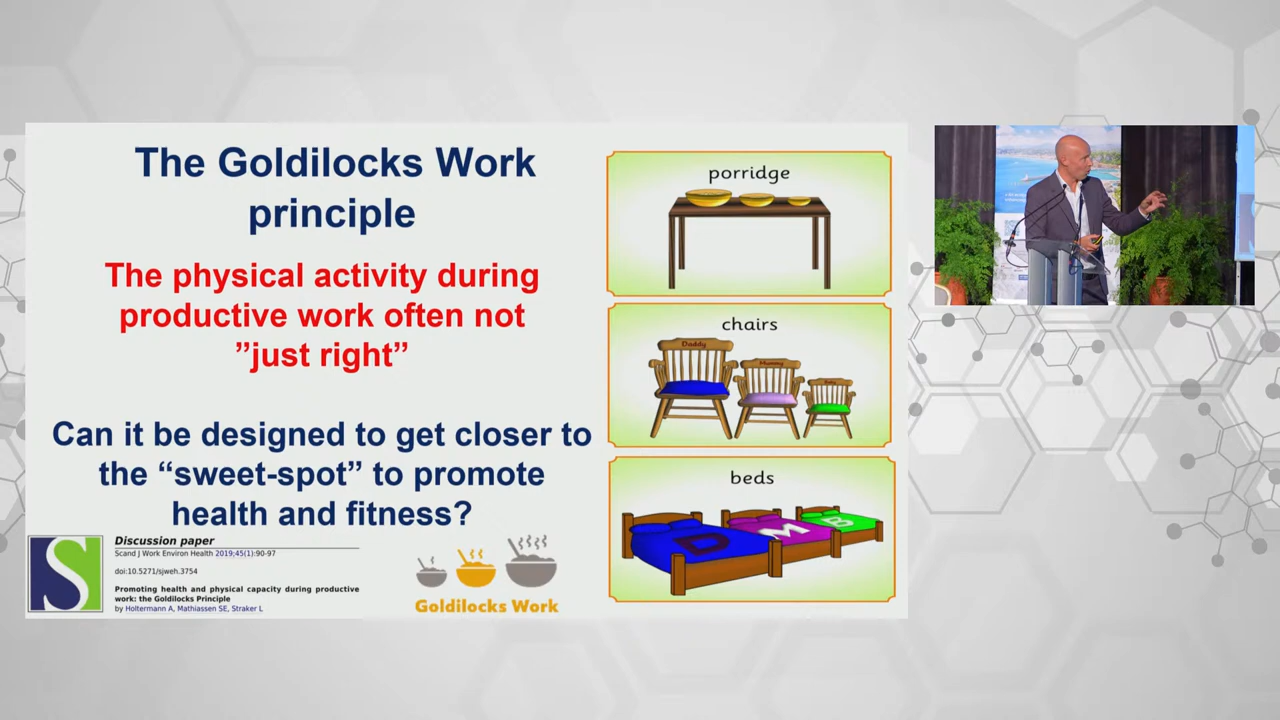 The Goldilocks Work
principle
The physical activity during
productive work often not
”just right”
Can it be designed to get closer to
the “sweet-spot” to promote
health and fitness?
Discussion paper
Scand J Work Environ Health 2019;45(1):90-97
doi:10.5271/sjweh.3754
Promoting health and physical capacity during productive
work: the Goldilocks Principle
by Holtermann A, Mathiassen SE, Straker L
Goldilocks Work
porridge
chairs
Daddy
Mummy
Baby
beds
D
M
B